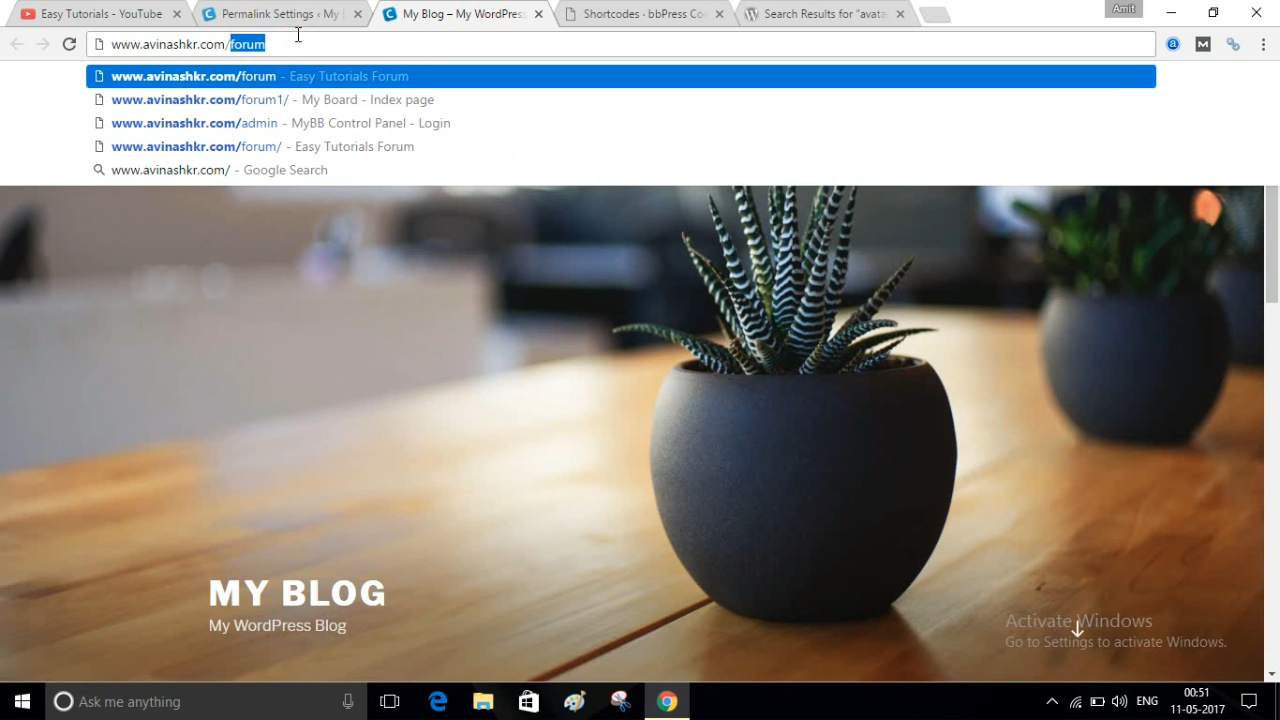 Easy Tutorials - YouTube
Permalink Settings ‹ My B
My Blog – My WordPress
Shortcodes · bbPress Co
Search Results for "avata
Amit
www.avinashkr.com/forum
www.avinashkr.com/forum - Easy Tutorials Forum
www.avinashkr.com/forum1/ - My Board - Index page
www.avinashkr.com/admin - MyBB Control Panel - Login
www.avinashkr.com/forum/ - Easy Tutorials Forum
www.avinashkr.com/ - Google Search
MY BLOG
My WordPress Blog
Activate Windows
Go to Settings to activate Windows.
Ask me anything
ENG
00:51
11-05-2017